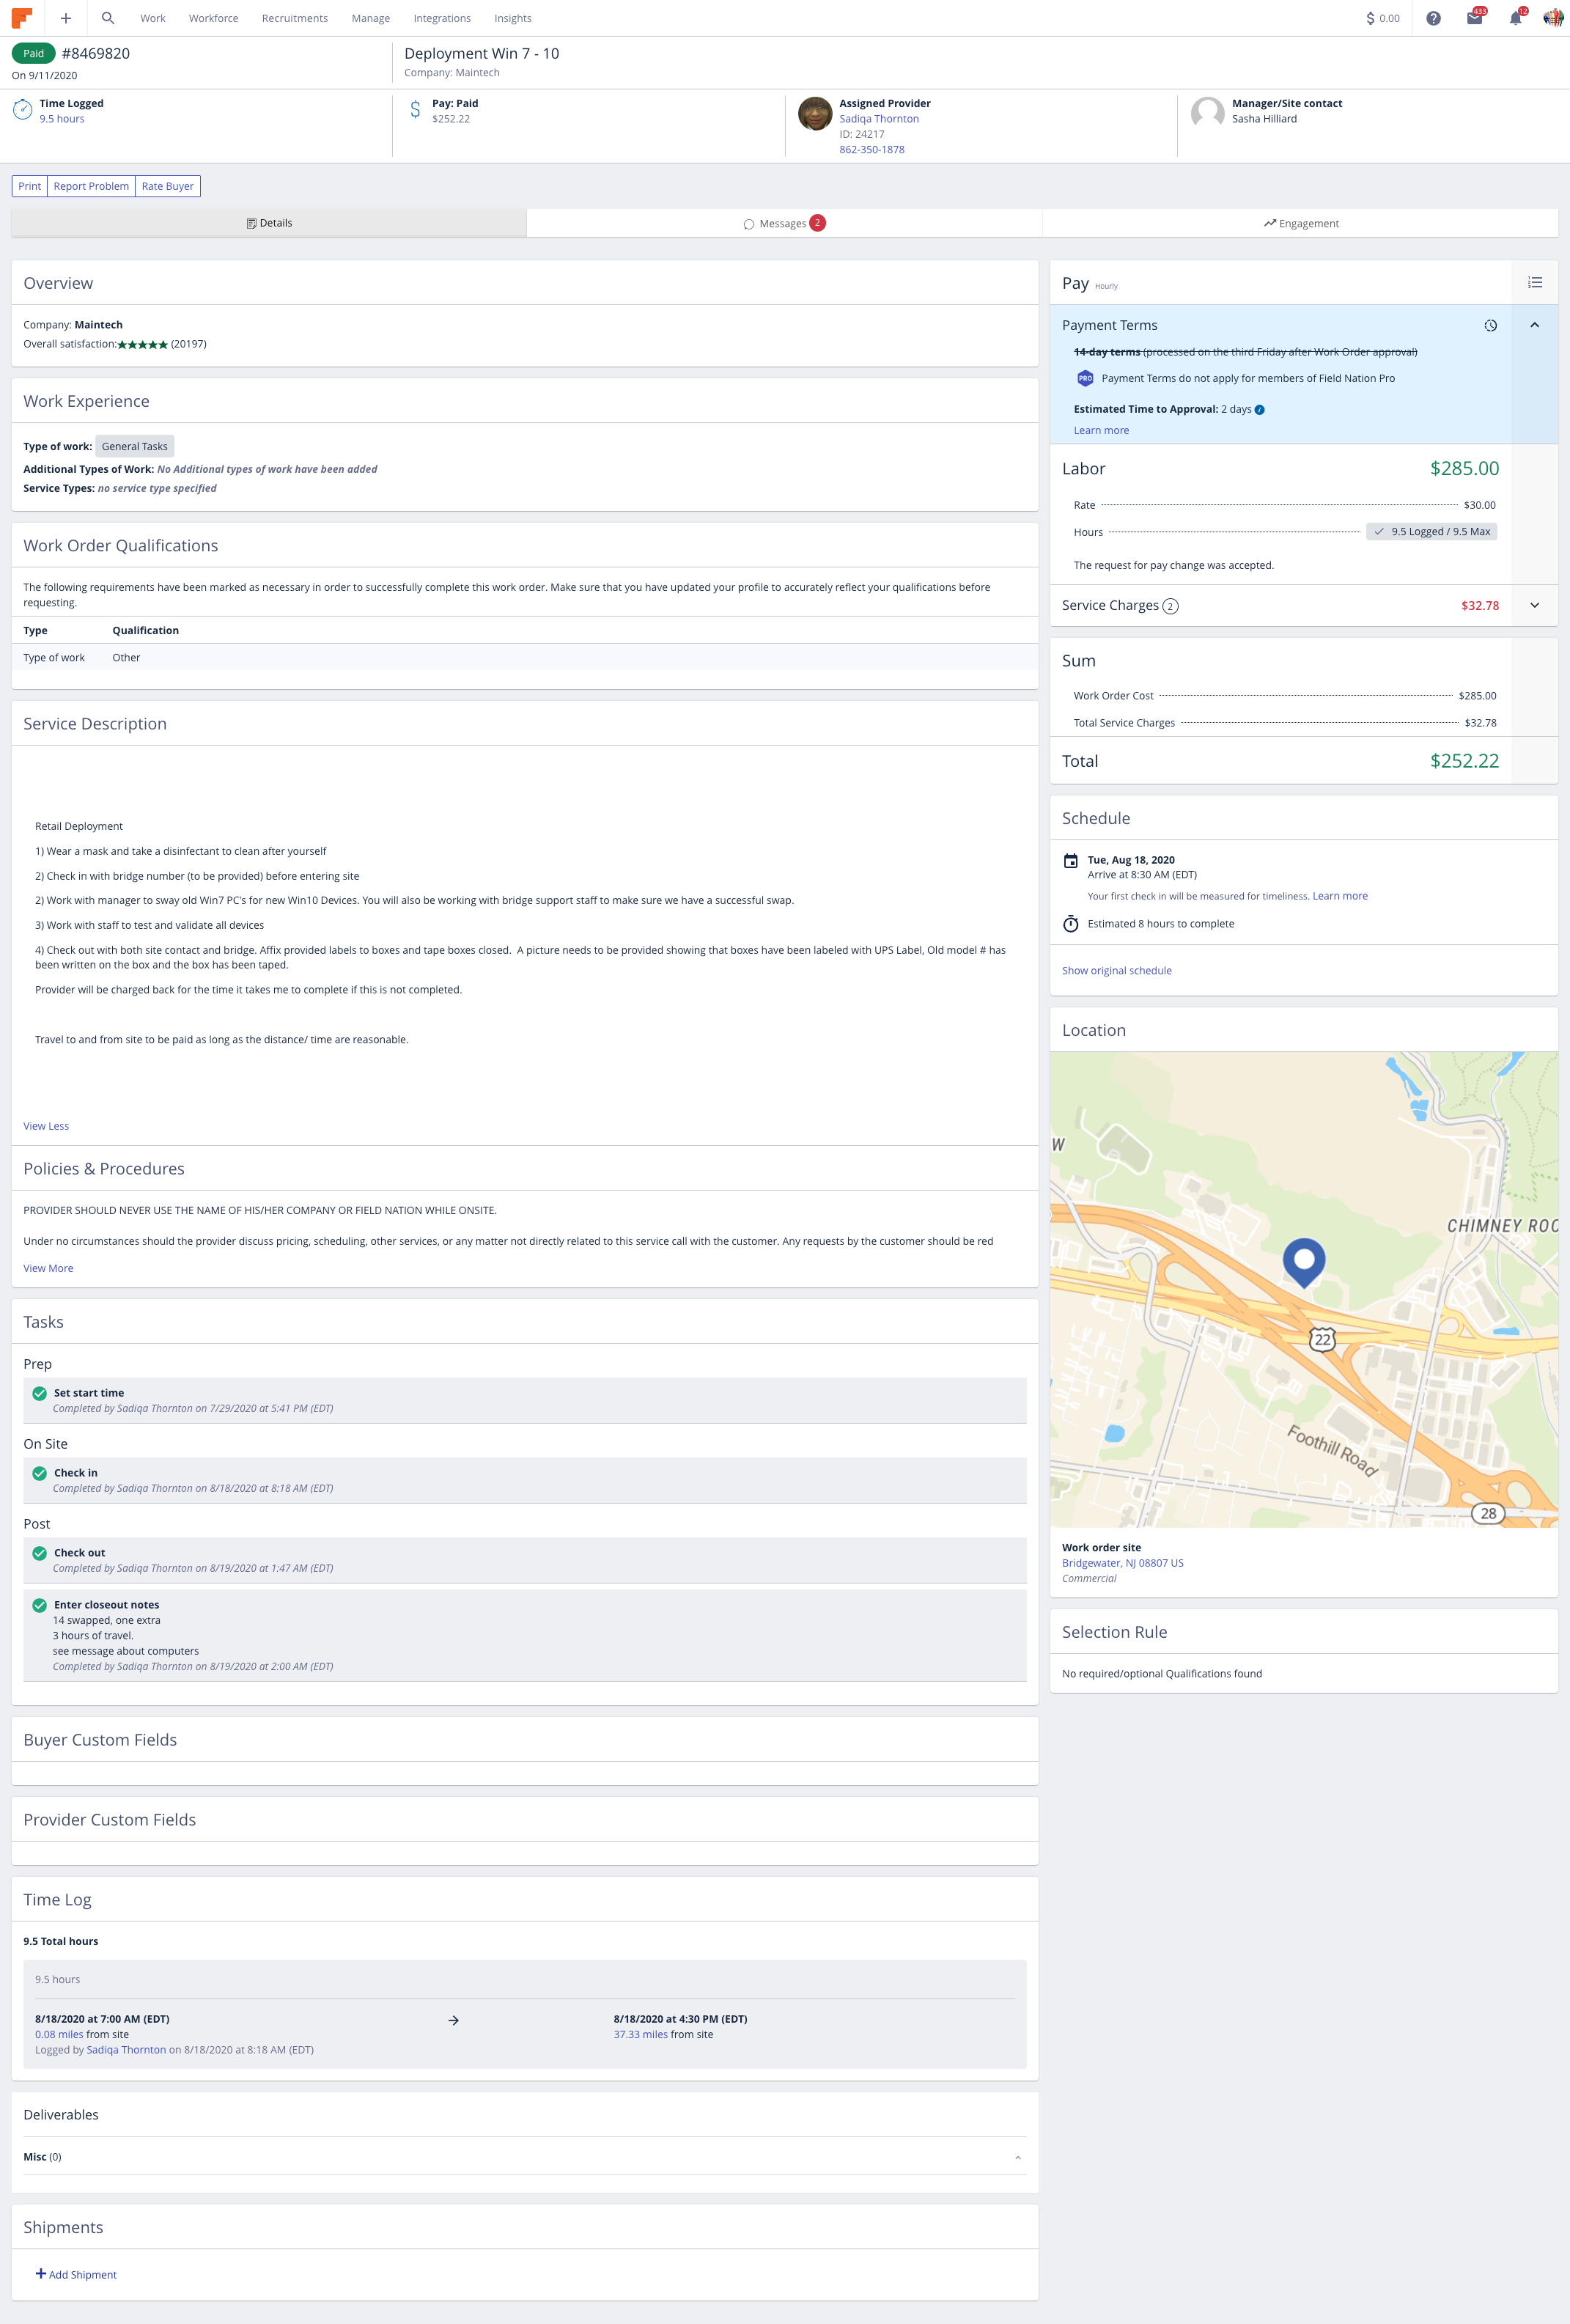 Work Workforce Recruitments Manage Integrations Insights
$ 0.00
433
12
Paid #8469820
On 9/11/2020
Deployment Win 7 - 10
Company: Maintech
Time Logged
9.5 hours
Pay: Paid
$252.22
Assigned Provider
Sadiqa Thornton
ID: 24217
862-350-1878
Manager/Site contact
Sasha Hilliard
Print Report Problem Rate Buyer
Details
Messages 2
Engagement
Overview
Company: Maintech
Overall satisfaction:★★★★★ (20197)
Work Experience
Type of work: General Tasks
Additional Types of Work: No Additional types of work have been added
Service Types: no service type specified
Work Order Qualifications
The following requirements have been marked as necessary in order to successfully complete this work order. Make sure that you have updated your profile to accurately reflect your qualifications before
requesting.
Type Qualification
Type of work Other
Service Description
Retail Deployment
1) Wear a mask and take a disinfectant to clean after yourself
2) Check in with bridge number (to be provided) before entering site
2) Work with manager to sway old Win7 PC's for new Win10 Devices. You will also be working with bridge support staff to make sure we have a successful swap.
3) Work with staff to test and validate all devices
4) Check out with both site contact and bridge. Affix provided labels to boxes and tape boxes closed. A picture needs to be provided showing that boxes have been labeled with UPS Label, Old model # has
been written on the box and the box has been taped.
Provider will be charged back for the time it takes me to complete if this is not completed.
Travel to and from site to be paid as long as the distance/ time are reasonable.
View Less
Policies & Procedures
PROVIDER SHOULD NEVER USE THE NAME OF HIS/HER COMPANY OR FIELD NATION WHILE ONSITE.
Under no circumstances should the provider discuss pricing, scheduling, other services, or any matter not directly related to this service call with the customer. Any requests by the customer should be red
View More
Tasks
Prep
Set start time
Completed by Sadiqa Thornton on 7/29/2020 at 5:41 PM (EDT)
On Site
Check in
Completed by Sadiqa Thornton on 8/18/2020 at 8:18 AM (EDT)
Post
Check out
Completed by Sadiqa Thornton on 8/19/2020 at 1:47 AM (EDT)
Enter closeout notes
14 swapped, one extra
3 hours of travel.
see message about computers
Completed by Sadiqa Thornton on 8/19/2020 at 2:00 AM (EDT)
Buyer Custom Fields
Provider Custom Fields
Time Log
9.5 Total hours
9.5 hours
8/18/2020 at 7:00 AM (EDT)
0.08 miles from site
Logged by Sadiqa Thornton on 8/18/2020 at 8:18 AM (EDT)
8/18/2020 at 4:30 PM (EDT)
37.33 miles from site
Deliverables
Misc (0)
Shipments
+ Add Shipment
Pay Hourly
Payment Terms
14-day terms (processed on the third Friday after Work Order approval)
PRO Payment Terms do not apply for members of Field Nation Pro
Estimated Time to Approval: 2 days
Learn more
Labor $285.00
Rate $30.00
Hours 9.5 Logged / 9.5 Max
The request for pay change was accepted.
Service Charges 2 $32.78
Sum
Work Order Cost $285.00
Total Service Charges $32.78
Total $252.22
Schedule
Tue, Aug 18, 2020
Arrive at 8:30 AM (EDT)
Your first check in will be measured for timeliness. Learn more
Estimated 8 hours to complete
Show original schedule
Location
W
CHIMNEY ROC
22
Foothill Road
28
Work order site
Bridgewater, NJ 08807 US
Commercial
Selection Rule
No required/optional Qualifications found